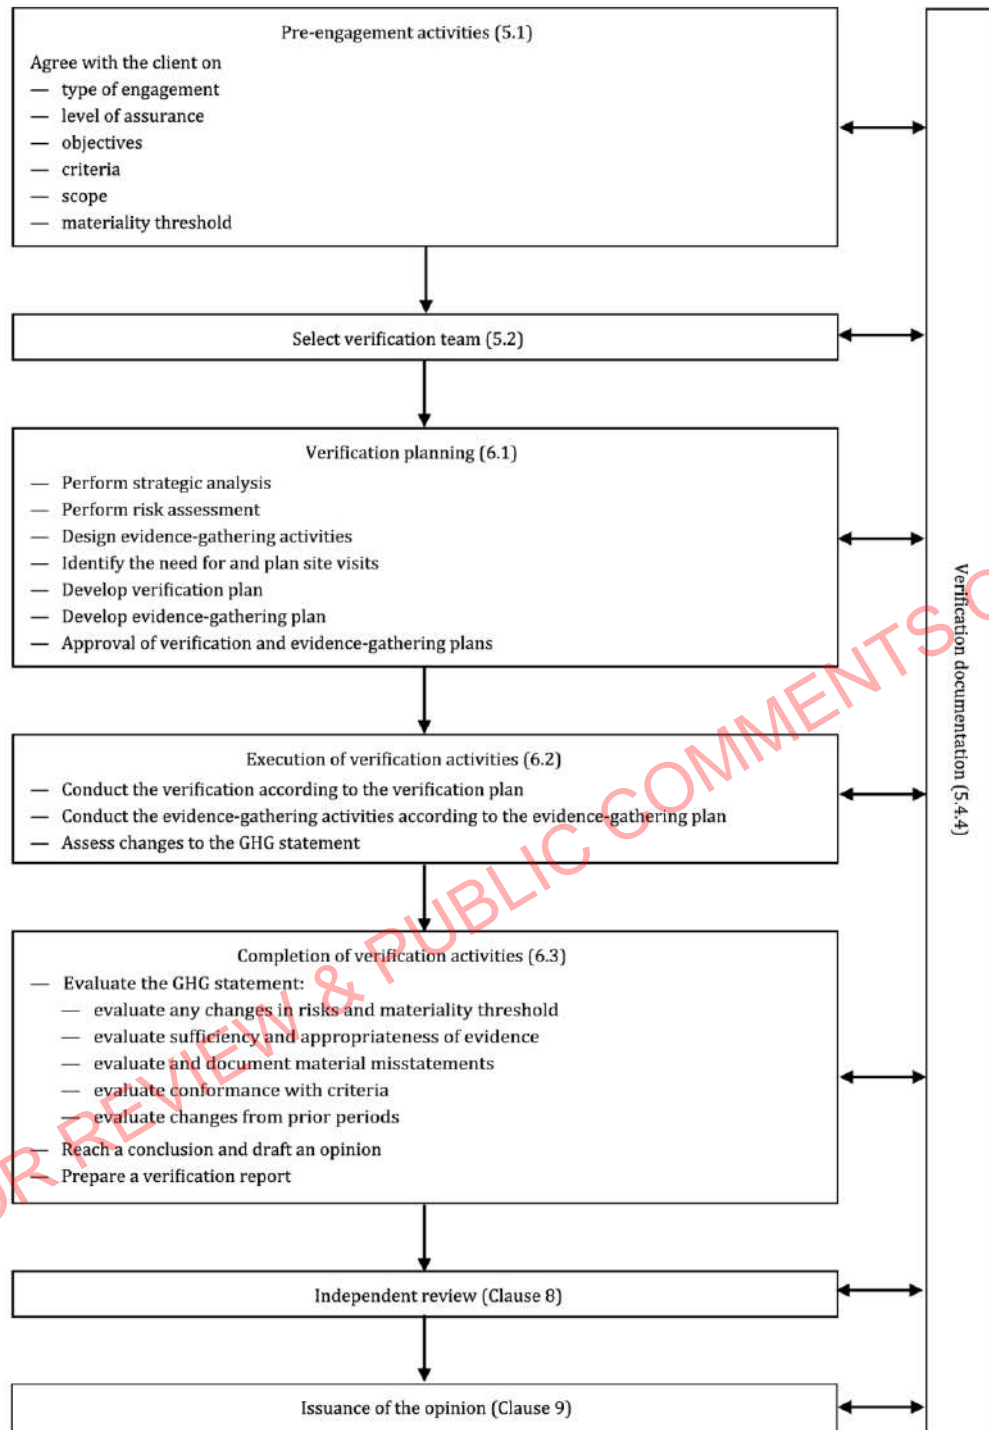 Pre-engagement activities (5.1)
Agree with the client on
— type of engagement
— level of assurance
— objectives
— criteria
— scope
— materiality threshold
Select verification team (5.2)
Verification planning (6.1)
— Perform strategic analysis
— Perform risk assessment
— Design evidence-gathering activities
— Identify the need for and plan site visits
— Develop verification plan
— Develop evidence-gathering plan
— Approval of verification and evidence-gathering plans
Execution of verification activities (6.2)
— Conduct the verification according to the verification plan
— Conduct the evidence-gathering activities according to the evidence-gathering plan
— Assess changes to the GHG statement
Completion of verification activities (6.3)
— Evaluate the GHG statement:
— evaluate any changes in risks and materiality threshold
— evaluate sufficiency and appropriateness of evidence
— evaluate and document material misstatements
— evaluate conformance with criteria
— evaluate changes from prior periods
— Reach a conclusion and draft an opinion
— Prepare a verification report
Independent review (Clause 8)
Issuance of the opinion (Clause 9)
Verification documentation (5.4.4)
REVIEW & PUBLIC COMMENTS